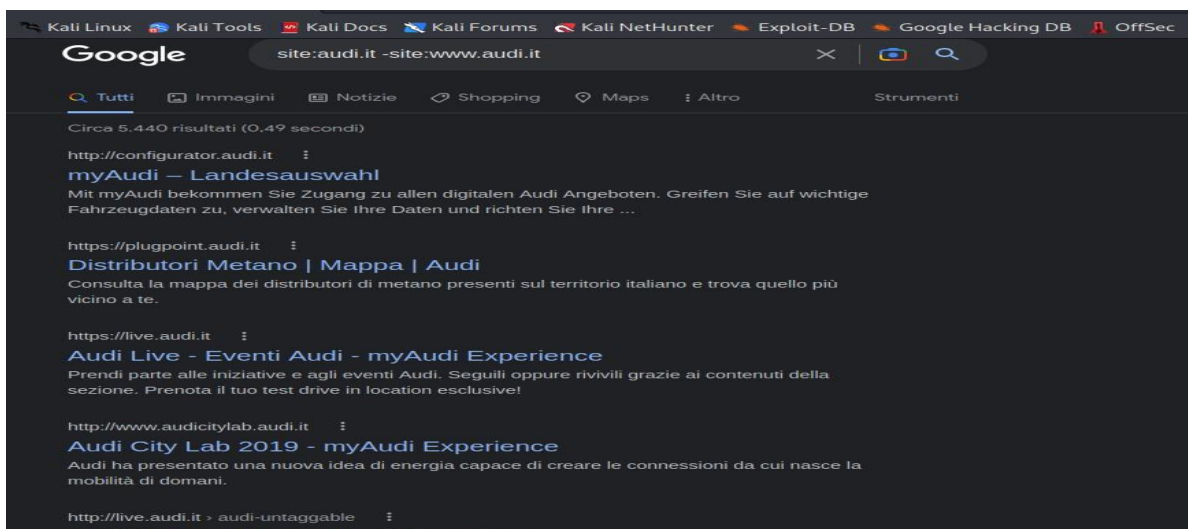 Kali Linux Kali Tools Kali Docs Kali Forums Kali NetHunter Exploit-DB Google Hacking DB OffSec
Google site:audi.it -site:www.audi.it
Tutti Immagini Notizie Shopping Maps Altro Strumenti
Circa 5.440 risultati (0,49 secondi)
http://configurator.audi.it
myAudi – Landesauswahl
Mit myAudi bekommen Sie Zugang zu allen digitalen Audi Angeboten. Greifen Sie auf wichtige
Fahrzeugdaten zu, verwalten Sie Ihre Daten und richten Sie Ihre ...
https://plugpoint.audi.it
Distributori Metano | Mappa | Audi
Consulta la mappa dei distributori di metano presenti sul territorio italiano e trova quello più
vicino a te.
https://live.audi.it
Audi Live - Eventi Audi - myAudi Experience
Prendi parte alle iniziative e agli eventi Audi. Seguili oppure rivivili grazie ai contenuti della
sezione. Prenota il tuo test drive in location esclusive!
http://www.audicitylab.audi.it
Audi City Lab 2019 - myAudi Experience
Audi ha presentato una nuova idea di energia capace di creare le connessioni da cui nasce la
mobilità di domani.
http://live.audi.it › audi-untaggable